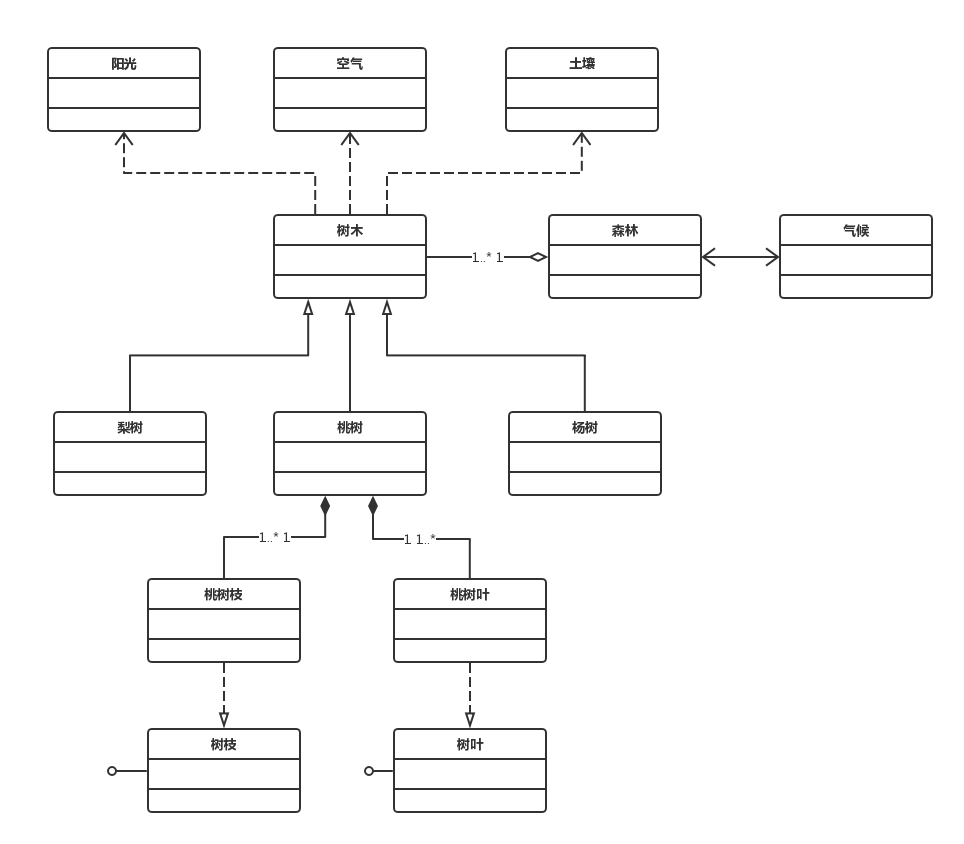 阳光
空气
土壤
树木
1..* 1
森林
气候
梨树
桃树
杨树
1..* 1
1 1..*
桃树枝
桃树叶
树枝
树叶